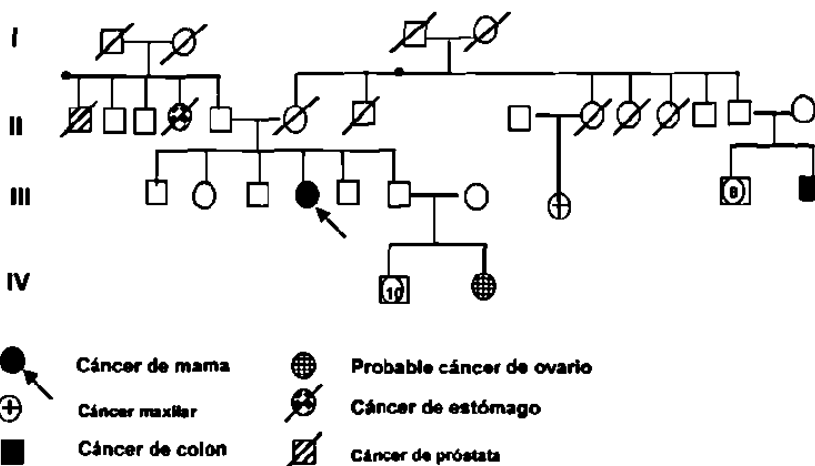 I
II
8
III
10
IV
Cáncer de mama
Probable cáncer de ovario
Cáncer maxilar
Cáncer de estómago
Cáncer de colon
Cáncer de próstata